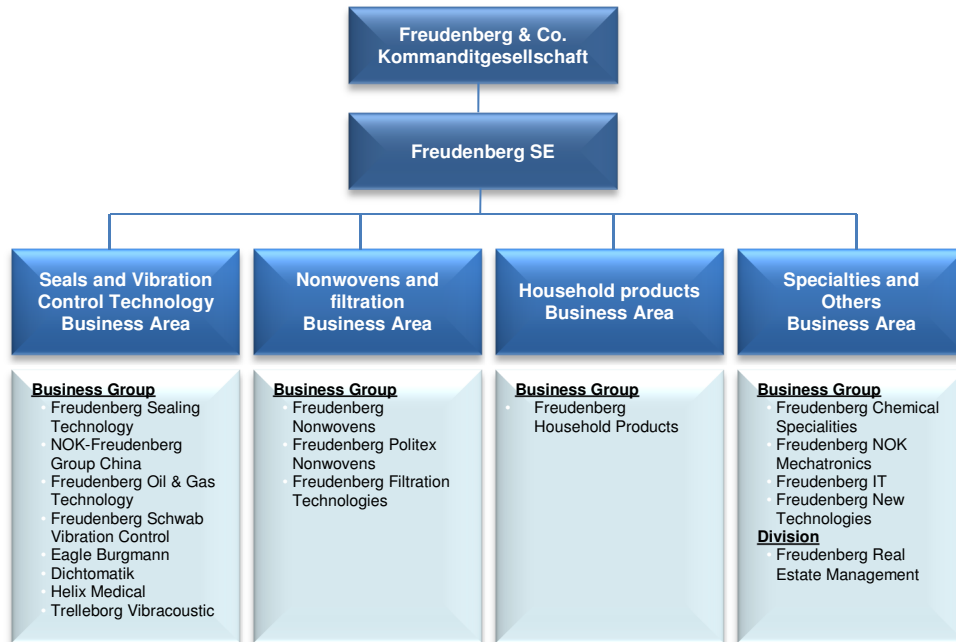 Freudenberg & Co.
Kommanditgesellschaft
Freudenberg SE
Seals and Vibration
Control Technology
Business Area
Nonwovens and
filtration
Business Area
Household products
Business Area
Specialties and
Others
Business Area
Business Group
• Freudenberg Sealing
Technology
• NOK-Freudenberg
Group China
• Freudenberg Oil & Gas
Technology
• Freudenberg Schwab
Vibration Control
• Eagle Burgmann
• Dichtomatik
• Helix Medical
• Trelleborg Vibracoustic
Business Group
• Freudenberg
Nonwovens
• Freudenberg Politex
Nonwovens
• Freudenberg Filtration
Technologies
Business Group
• Freudenberg
Household Products
Business Group
• Freudenberg Chemical
Specialities
• Freudenberg NOK
Mechatronics
• Freudenberg IT
• Freudenberg New
Technologies
Division
• Freudenberg Real
Estate Management